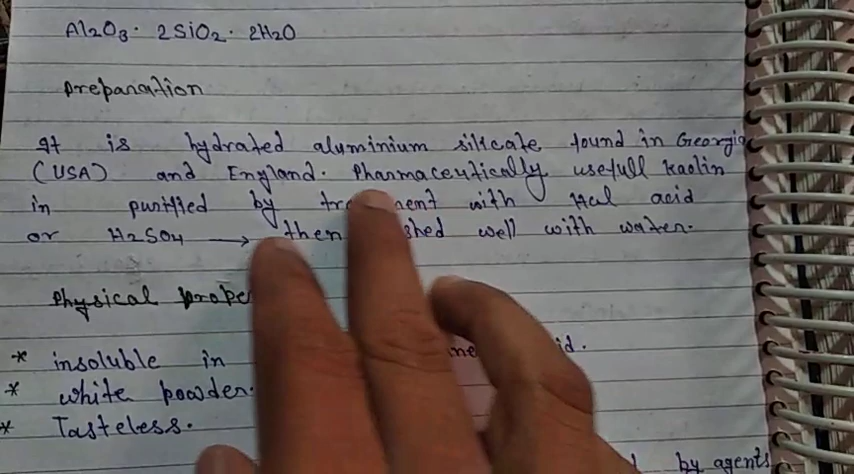 Al2O3. 2SiO2. 2H2O
preparation
It is hydrated aluminium silicate found in Georgia
(USA) and England. Pharmaceutically usefull kaolin
in purified by with Hcl acid
or H2SO4 → then well with water.
physical
* insoluble in
* white powder.
* Tasteless.
by agents